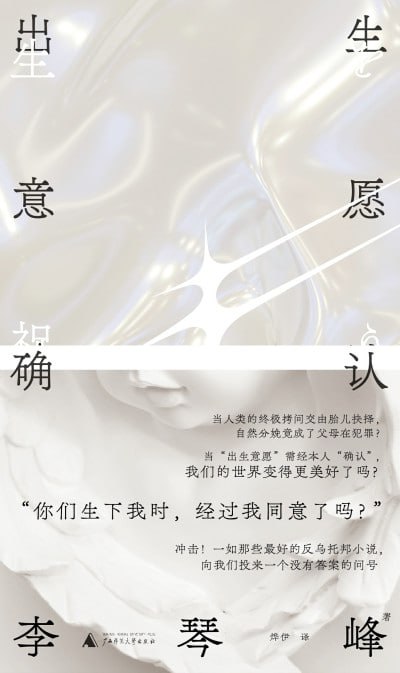 出 生
生 を
意 愿
祝 う
确 认
当人类的终极拷问交由胎儿抉择，
自然分娩竟成了父母在犯罪？
当“出生意愿”需经本人“确认”，
我们的世界变得更美好了吗？
“你们生下我时，经过我同意了吗？”
冲击！一如那些最好的反乌托邦小说，
向我们投来一个没有答案的问号
李 琴 峰 著
广西师范大学出版社
烨伊 译